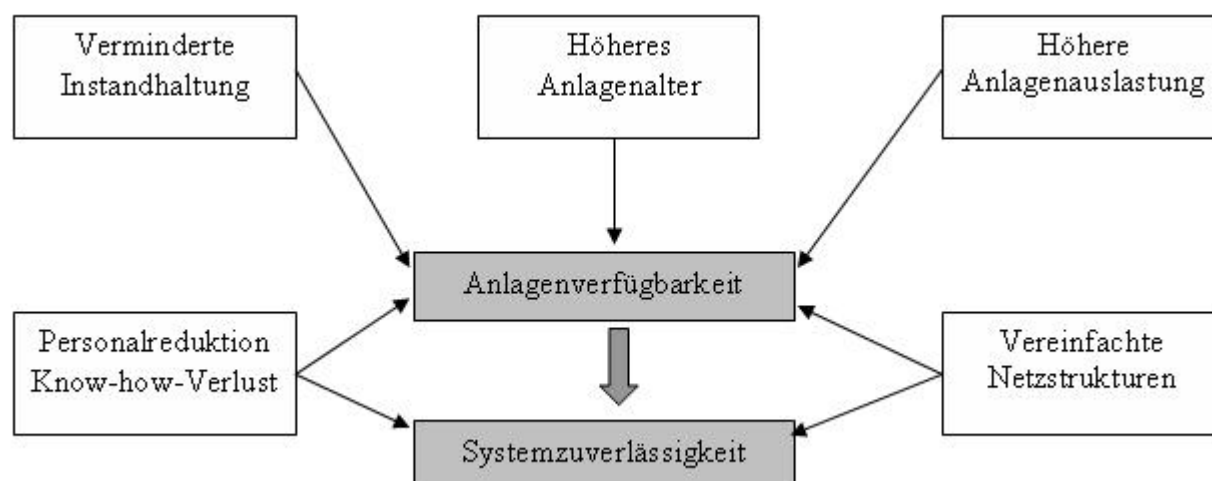 Verminderte
Instandhaltung
Höheres
Anlagenalter
Höhere
Anlagenauslastung
Anlagenverfügbarkeit
Personalreduktion
Know-how-Verlust
Vereinfachte
Netzstrukturen
Systemzuverlässigkeit